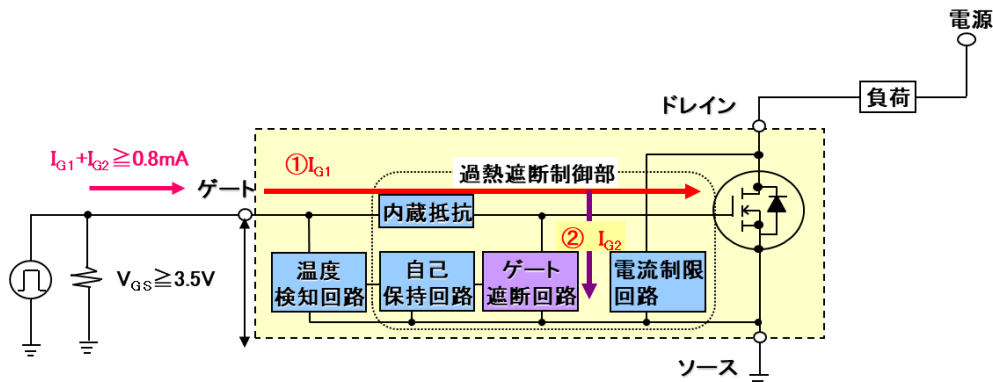 電源
負荷
ドレイン
IG1+IG2≧0.8mA
ゲート
①IG1
過熱遮断制御部
内蔵抵抗
② IG2
VGS≧3.5V
温度
検知回路
自己
保持回路
ゲート
遮断回路
電流制限
回路
ソース